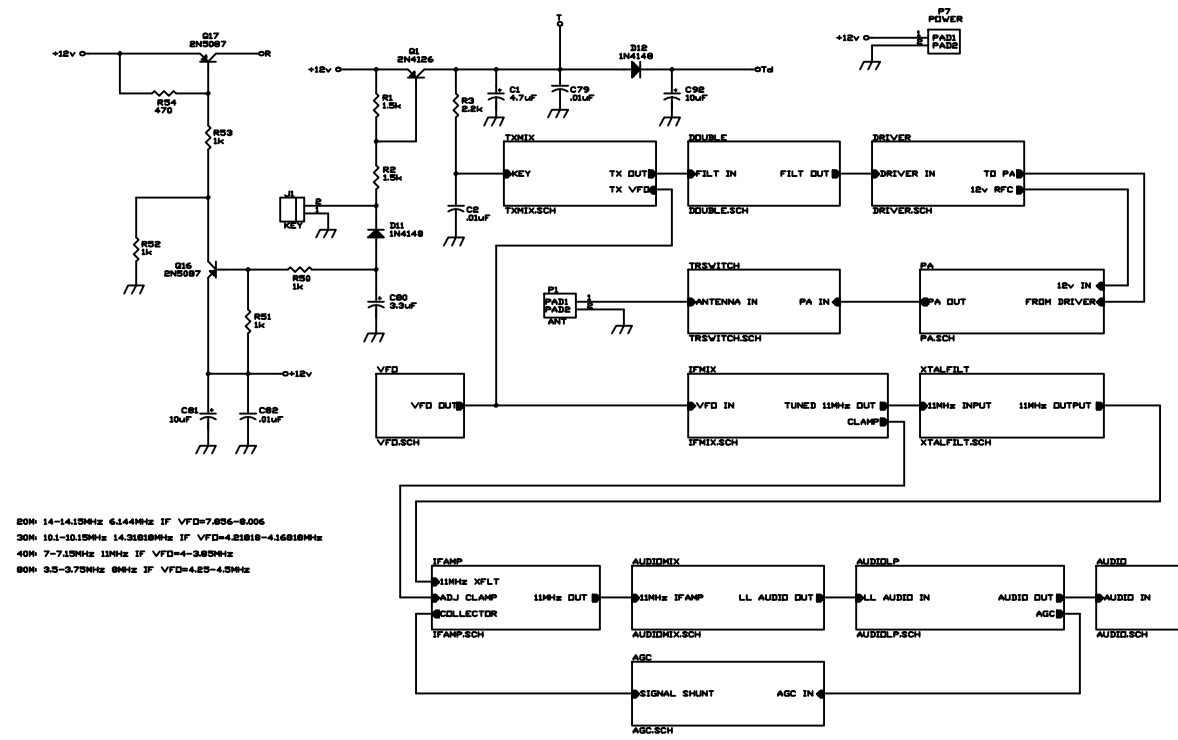 Q17
2N5087
+12v
R
R54
470
R53
1k
R52
1k
Q16
2N5087
R50
1k
R51
1k
+12v
C81
10uF
C82
.01uF
T
+12v
Q1
2N4126
D12
1N4148
Td
R1
1.5k
R3
2.2k
C1
4.7uF
C79
.01uF
C92
10uF
R2
1.5k
J1
2
1
KEY
D11
1N4148
C2
.01uF
C80
3.3uF
P7
POWER
+12v
1 PAD1
2 PAD2
TXMIX
KEY
TX OUT
TX VFO
TXMIX.SCH
DOUBLE
FILT IN
FILT OUT
DOUBLE.SCH
DRIVER
DRIVER IN
TO PA
12v RFC
DRIVER.SCH
P1
PAD1 1
PAD2 2
ANT
TRSWITCH
ANTENNA IN
PA IN
TRSWITCH.SCH
PA
12v IN
PA OUT
FROM DRIVER
PA.SCH
VFO
VFO OUT
VFO.SCH
IFMIX
VFO IN
TUNED 11MHz OUT
CLAMP
IFMIX.SCH
XTALFILT
11MHz INPUT
11MHz OUTPUT
XTALFILT.SCH
20M: 14-14.15MHz 6.144MHz IF VFO=7.856-8.006
30M: 10.1-10.15MHz 14.31818MHz IF VFO=4.21818-4.16818MHz
40M: 7-7.15MHz 11MHz IF VFO=4-3.85MHz
80M: 3.5-3.75MHz 8MHz IF VFO=4.25-4.5MHz
IFAMP
11MHz XFLT
ADJ CLAMP
11MHz OUT
COLLECTOR
IFAMP.SCH
AUDIOMIX
11MHz IFAMP
LL AUDIO OUT
AUDIOMIX.SCH
AUDIOLP
LL AUDIO IN
AUDIO OUT
AGC
AUDIOLP.SCH
AUDIO
AUDIO IN
AUDIO.SCH
AGC
SIGNAL SHUNT
AGC IN
AGC.SCH